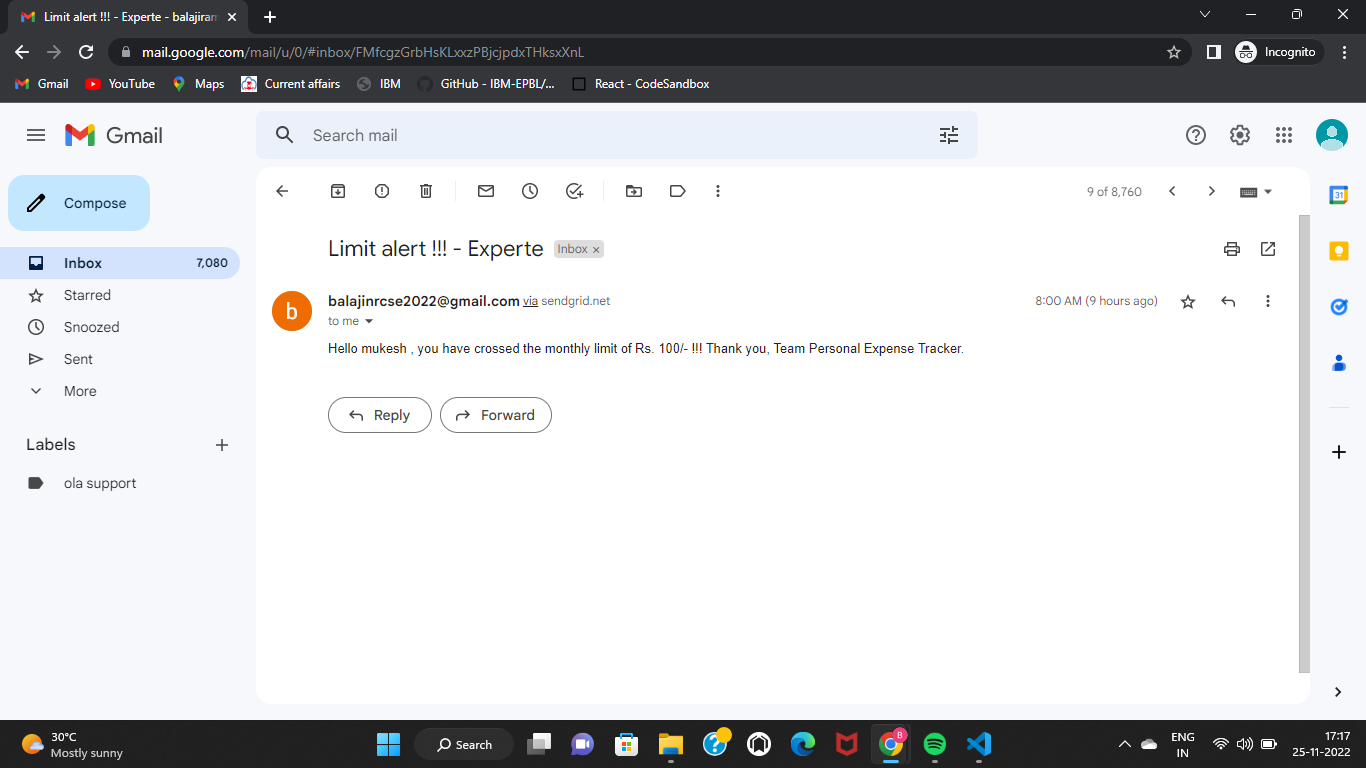 Limit alert !!! - Experte - balajiram
mail.google.com/mail/u/0/#inbox/FMfcgzGrbHsKLxxzPBjcjpdxTHksxXnL
Incognito
Gmail YouTube Maps Current affairs IBM GitHub - IBM-EPBL/... React - CodeSandbox
Gmail
Search mail
Compose
9 of 8,760
Inbox 7,080
Starred
Snoozed
Sent
More
Labels
ola support
Limit alert !!! - Experte Inbox ×
b
balajinrcse2022@gmail.com via sendgrid.net 8:00 AM (9 hours ago)
to me
Hello mukesh , you have crossed the monthly limit of Rs. 100/- !!! Thank you, Team Personal Expense Tracker.
Reply Forward
31
30°C
Mostly sunny
Search
B
ENG
IN
17:17
25-11-2022